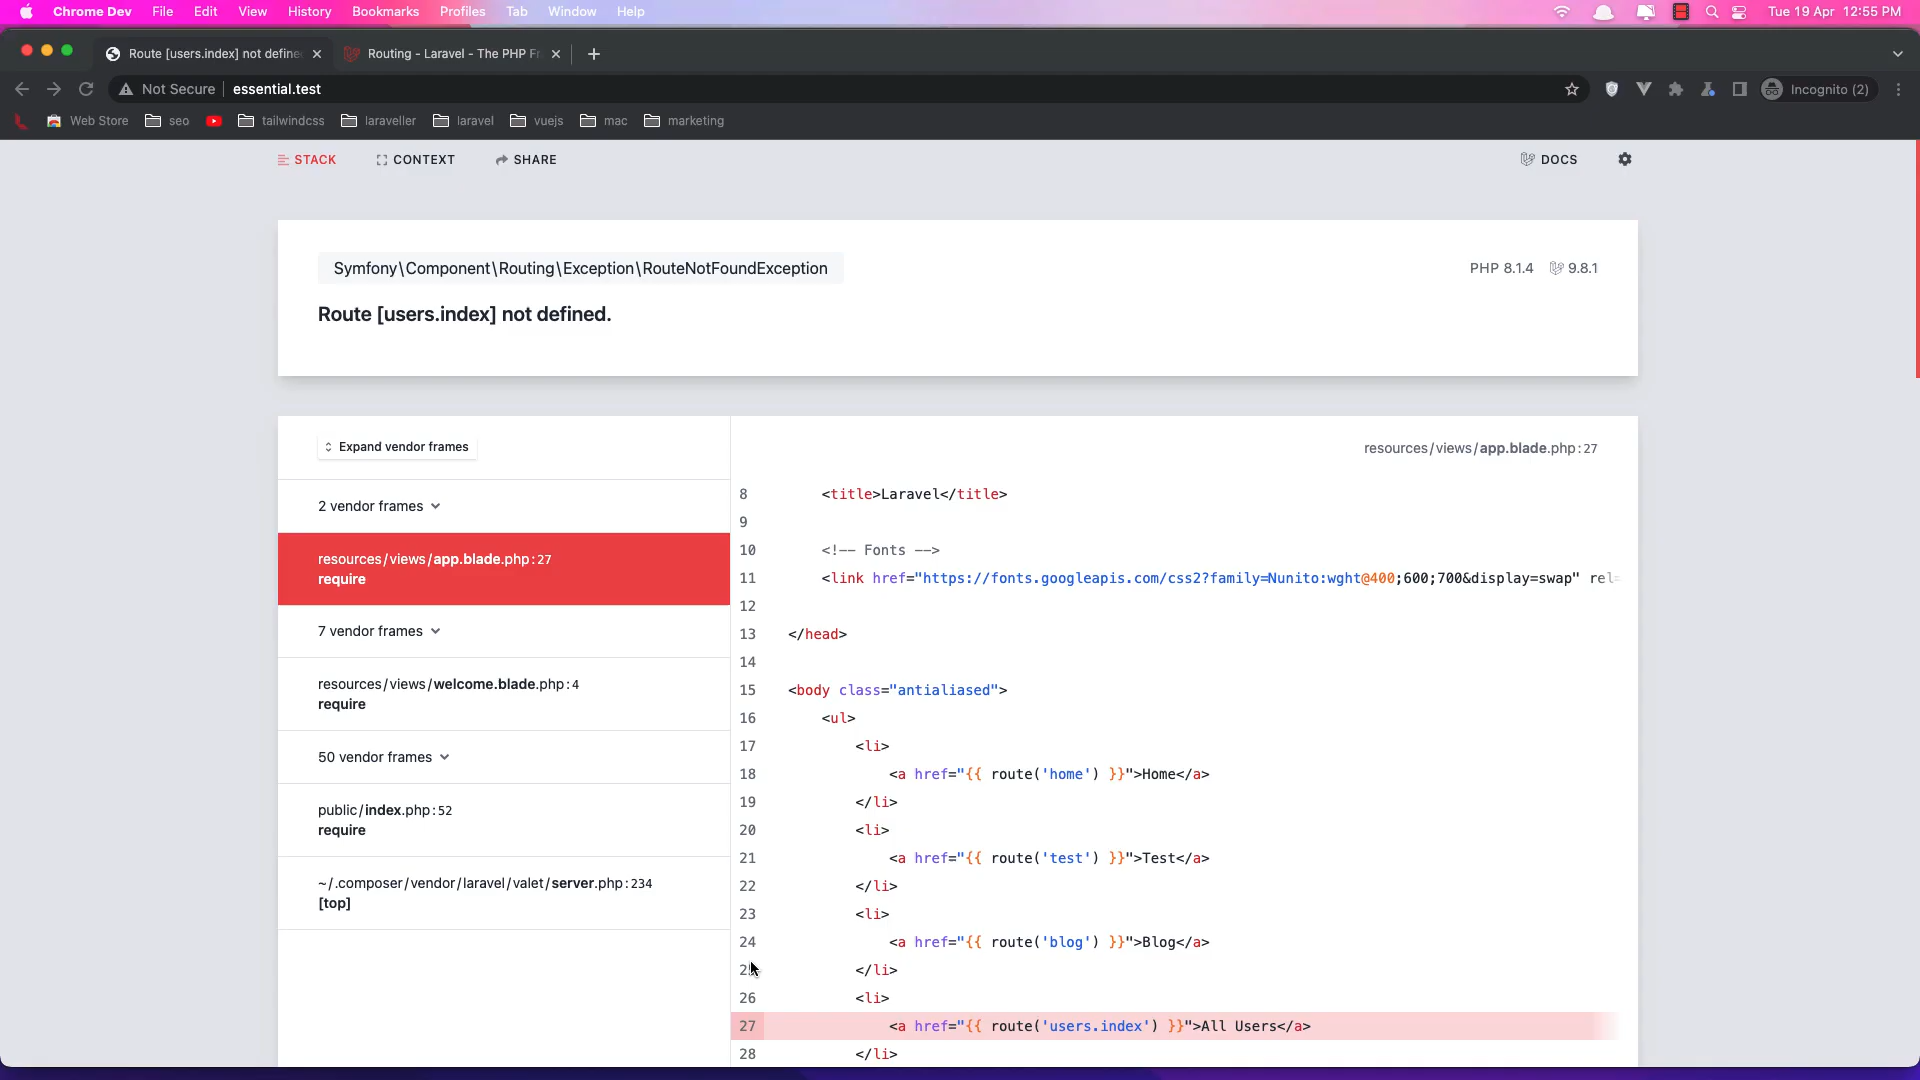 Chrome Dev File Edit View History Bookmarks Profiles Tab Window Help Tue 19 Apr 12:55 PM
Route [users.index] not define Routing - Laravel - The PHP F
Not Secure essential.test Incognito (2)
Web Store seo tailwindcss laraveller laravel vuejs mac marketing
STACK CONTEXT SHARE DOCS
Symfony\Component\Routing\Exception\RouteNotFoundException PHP 8.1.4 9.8.1
Route [users.index] not defined.
Expand vendor frames
2 vendor frames
resources/views/app.blade.php:27
require
7 vendor frames
resources/views/welcome.blade.php:4
require
50 vendor frames
public/index.php:52
require
~/.composer/vendor/laravel/valet/server.php:234
[top]
resources/views/app.blade.php:27
8 <title>Laravel</title>
9
10 <!-- Fonts -->
11 <link href="https://fonts.googleapis.com/css2?family=Nunito:wght@400;600;700&display=swap" rel=
12
13 </head>
14
15 <body class="antialiased">
16 <ul>
17 <li>
18 <a href="{{ route('home') }}">Home</a>
19 </li>
20 <li>
21 <a href="{{ route('test') }}">Test</a>
22 </li>
23 <li>
24 <a href="{{ route('blog') }}">Blog</a>
</li>
26 <li>
27 <a href="{{ route('users.index') }}">All Users</a>
28 </li>